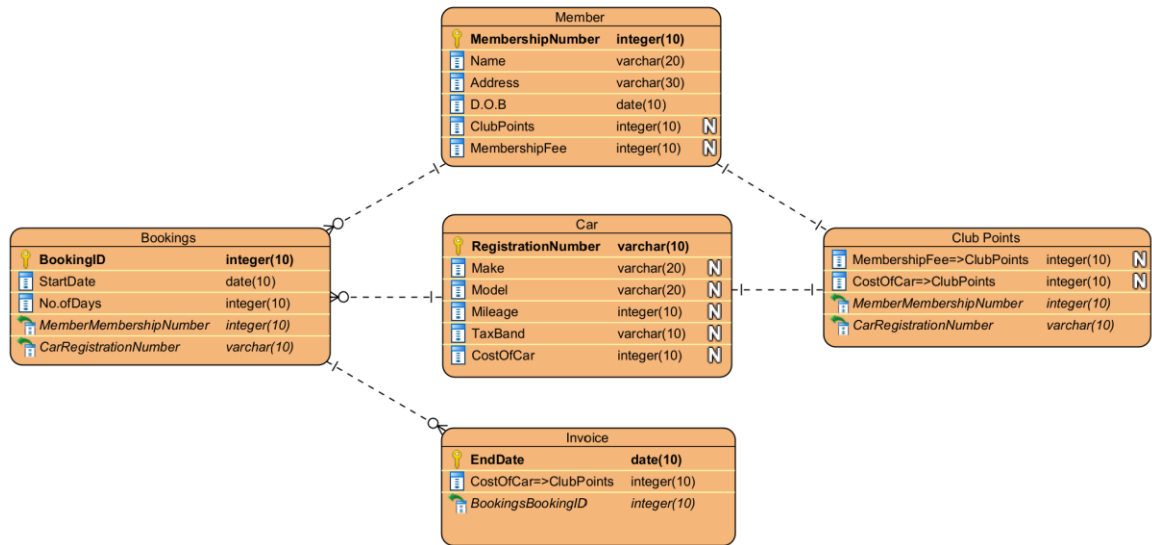 Member
MembershipNumber integer(10)
Name varchar(20)
Address varchar(30)
D.O.B date(10)
ClubPoints integer(10) N
MembershipFee integer(10) N
Bookings
BookingID integer(10)
StartDate date(10)
No.ofDays integer(10)
MemberMembershipNumber integer(10)
CarRegistrationNumber varchar(10)
Car
RegistrationNumber varchar(10)
Make varchar(20) N
Model varchar(20) N
Mileage integer(10) N
TaxBand varchar(10) N
CostOfCar integer(10) N
Club Points
MembershipFee=>ClubPoints integer(10) N
CostOfCar=>ClubPoints integer(10) N
MemberMembershipNumber integer(10)
CarRegistrationNumber varchar(10)
Invoice
EndDate date(10)
CostOfCar=>ClubPoints integer(10)
BookingsBookingID integer(10)